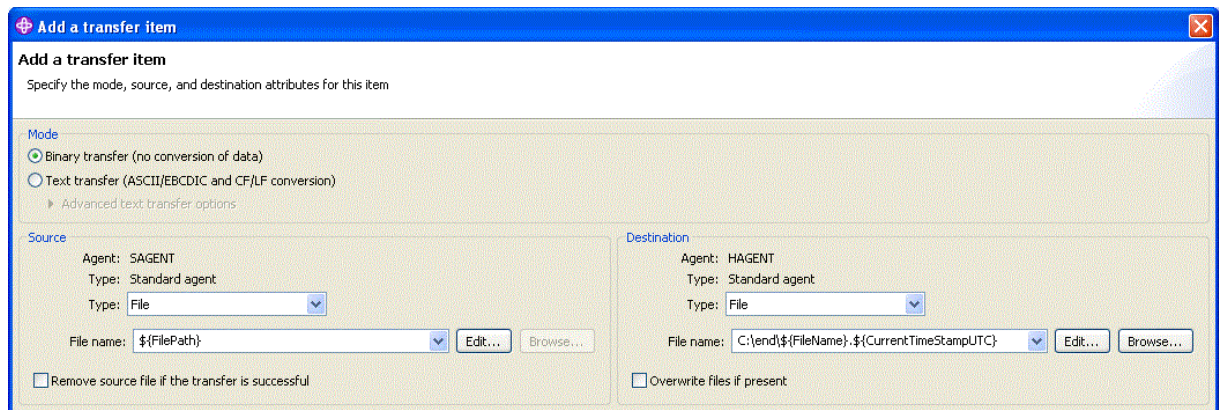 Add a transfer item
Add a transfer item
Specify the mode, source, and destination attributes for this item
Mode
Binary transfer (no conversion of data)
Text transfer (ASCII/EBCDIC and CF/LF conversion)
Advanced text transfer options
Source
Agent: SAGENT
Type: Standard agent
Type: File
File name: ${FilePath} Edit... Browse...
Remove source file if the transfer is successful
Destination
Agent: HAGENT
Type: Standard agent
Type: File
File name: C:\end\${FileName}.${CurrentTimeStampUTC} Edit... Browse...
Overwrite files if present